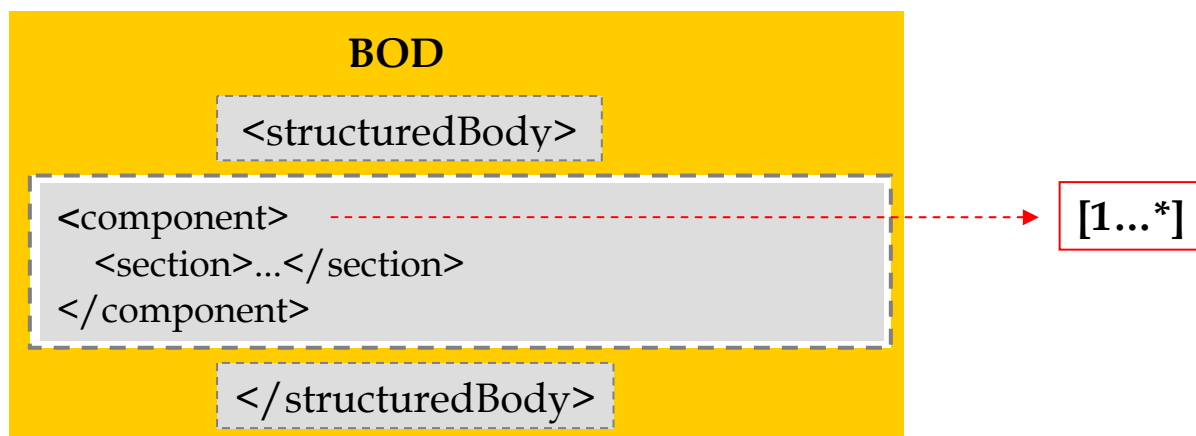 BOD
<structuredBody>
<component>
[1…*]
<section>...</section>
</component>
</structuredBody>